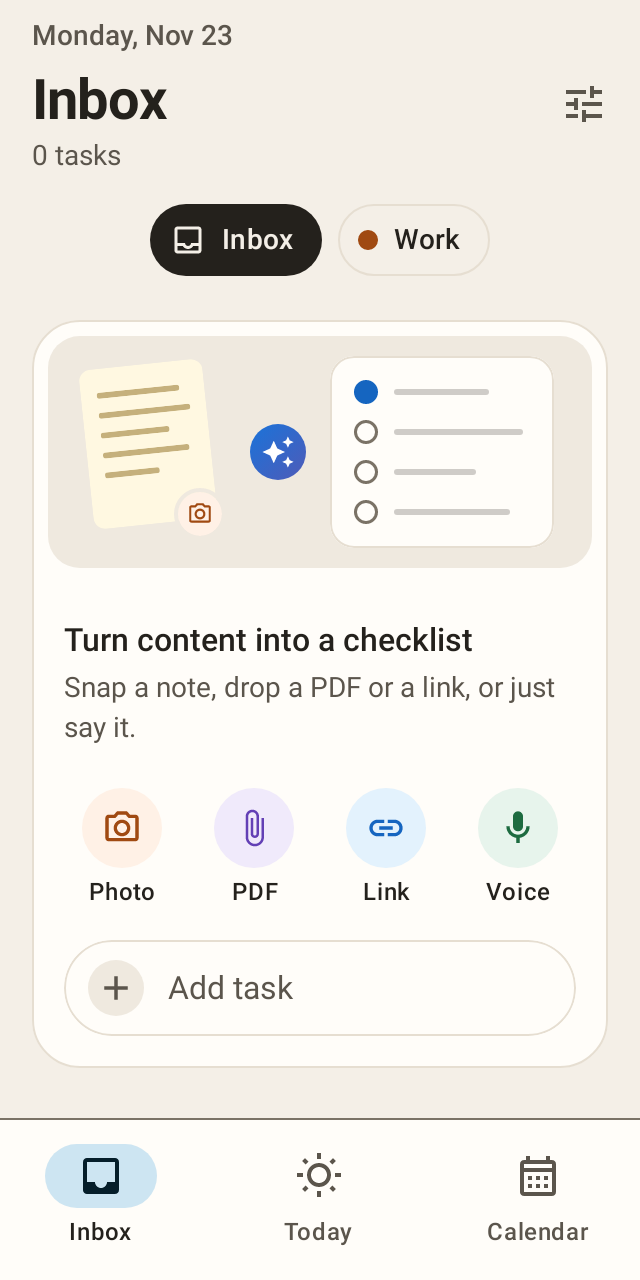 Monday, Nov 23
Inbox
0 tasks
Inbox
Work
Turn content into a checklist
Snap a note, drop a PDF or a link, or just
say it.
Photo
PDF
Link
Voice
Add task
Inbox
Today
Calendar